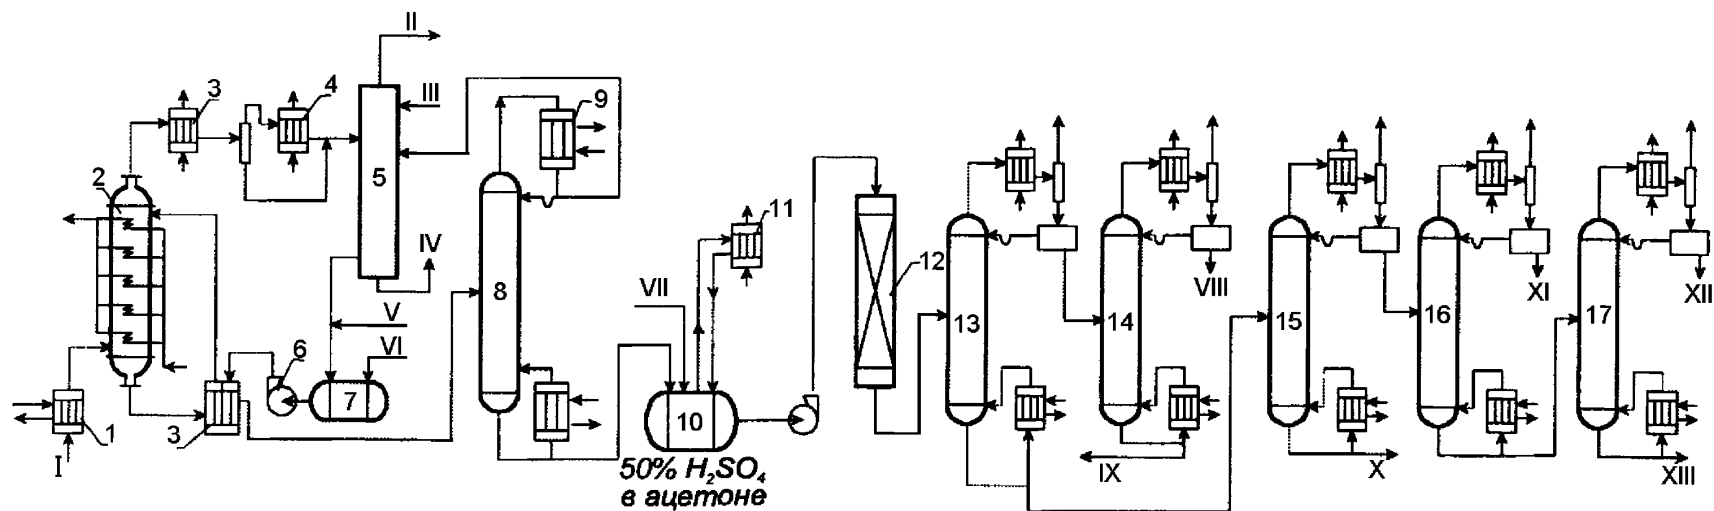 II
3
4
III
9
2
5
11
IV
12
VII
8
VIII
XI
XII
V
13
14
15
16
17
VI
6
7
10
1
3
I
50% H₂SO₄
в ацетоне
IX
X
XIII